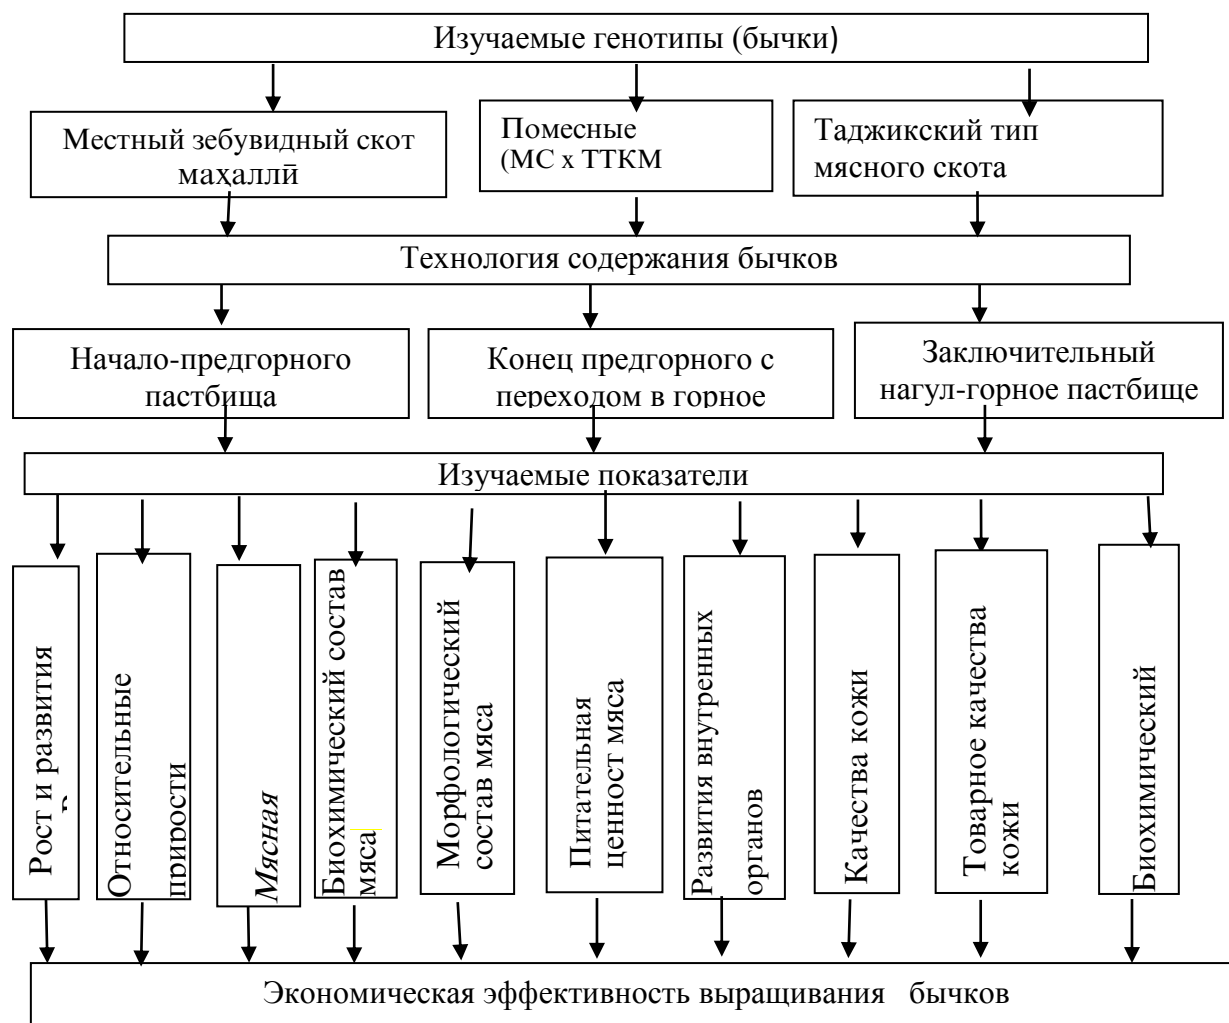 Изучаемые генотипы (бычки)
Местный зебувидный скот
маҳаллӣ
Помесные
(МС х ТТКМ
Таджикский тип
мясного скота
Технология содержания бычков
Начало-предгорного
пастбища
Конец предгорного с
переходом в горное
Заключительный
нагул-горное пастбище
Изучаемые показатели
Рост и развития
Относительные
прирости
Мясная
Биохимический состав
мяса
Морфологический
состав мяса
Питательная
ценност мяса
Развития внутренных
органов
Качества кожи
Товарное качества
кожи
Биохимический
Экономическая эффективность выращивания бычков